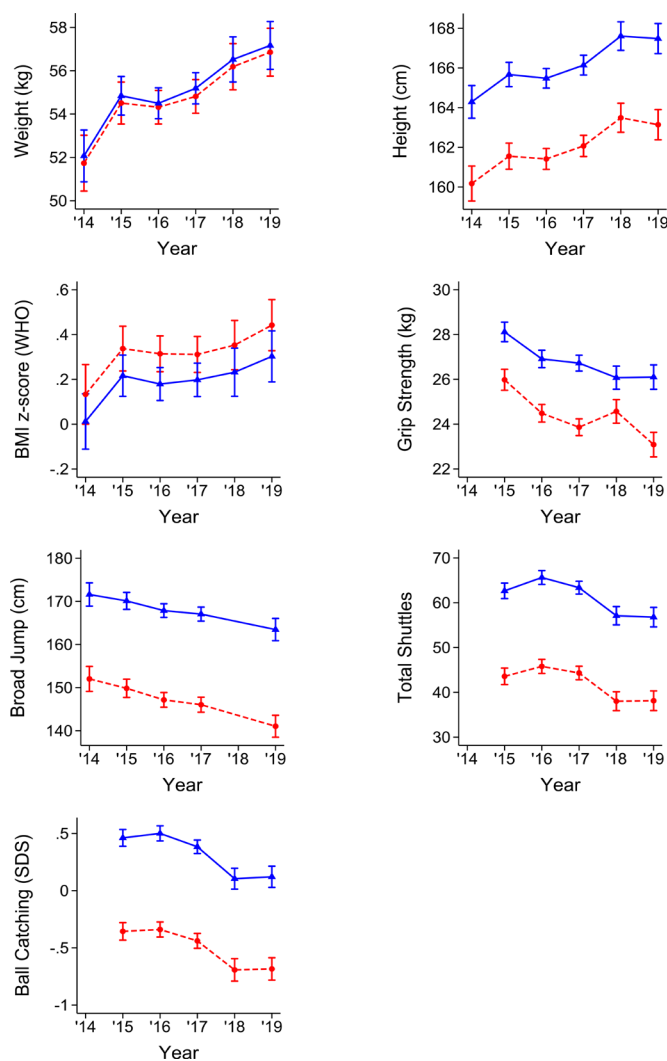 Weight (kg)
58
56
54
52
50
'14 '15 '16 '17 '18 '19
Year
Height (cm)
168
166
164
162
160
'14 '15 '16 '17 '18 '19
Year
BMI z-score (WHO)
.6
.4
.2
0
-.2
'14 '15 '16 '17 '18 '19
Year
Grip Strength (kg)
30
28
26
24
22
'14 '15 '16 '17 '18 '19
Year
Broad Jump (cm)
180
170
160
150
140
'14 '15 '16 '17 '18 '19
Year
Total Shuttles
70
60
50
40
30
'14 '15 '16 '17 '18 '19
Year
Ball Catching (SDS)
.5
0
-.5
-1
'14 '15 '16 '17 '18 '19
Year